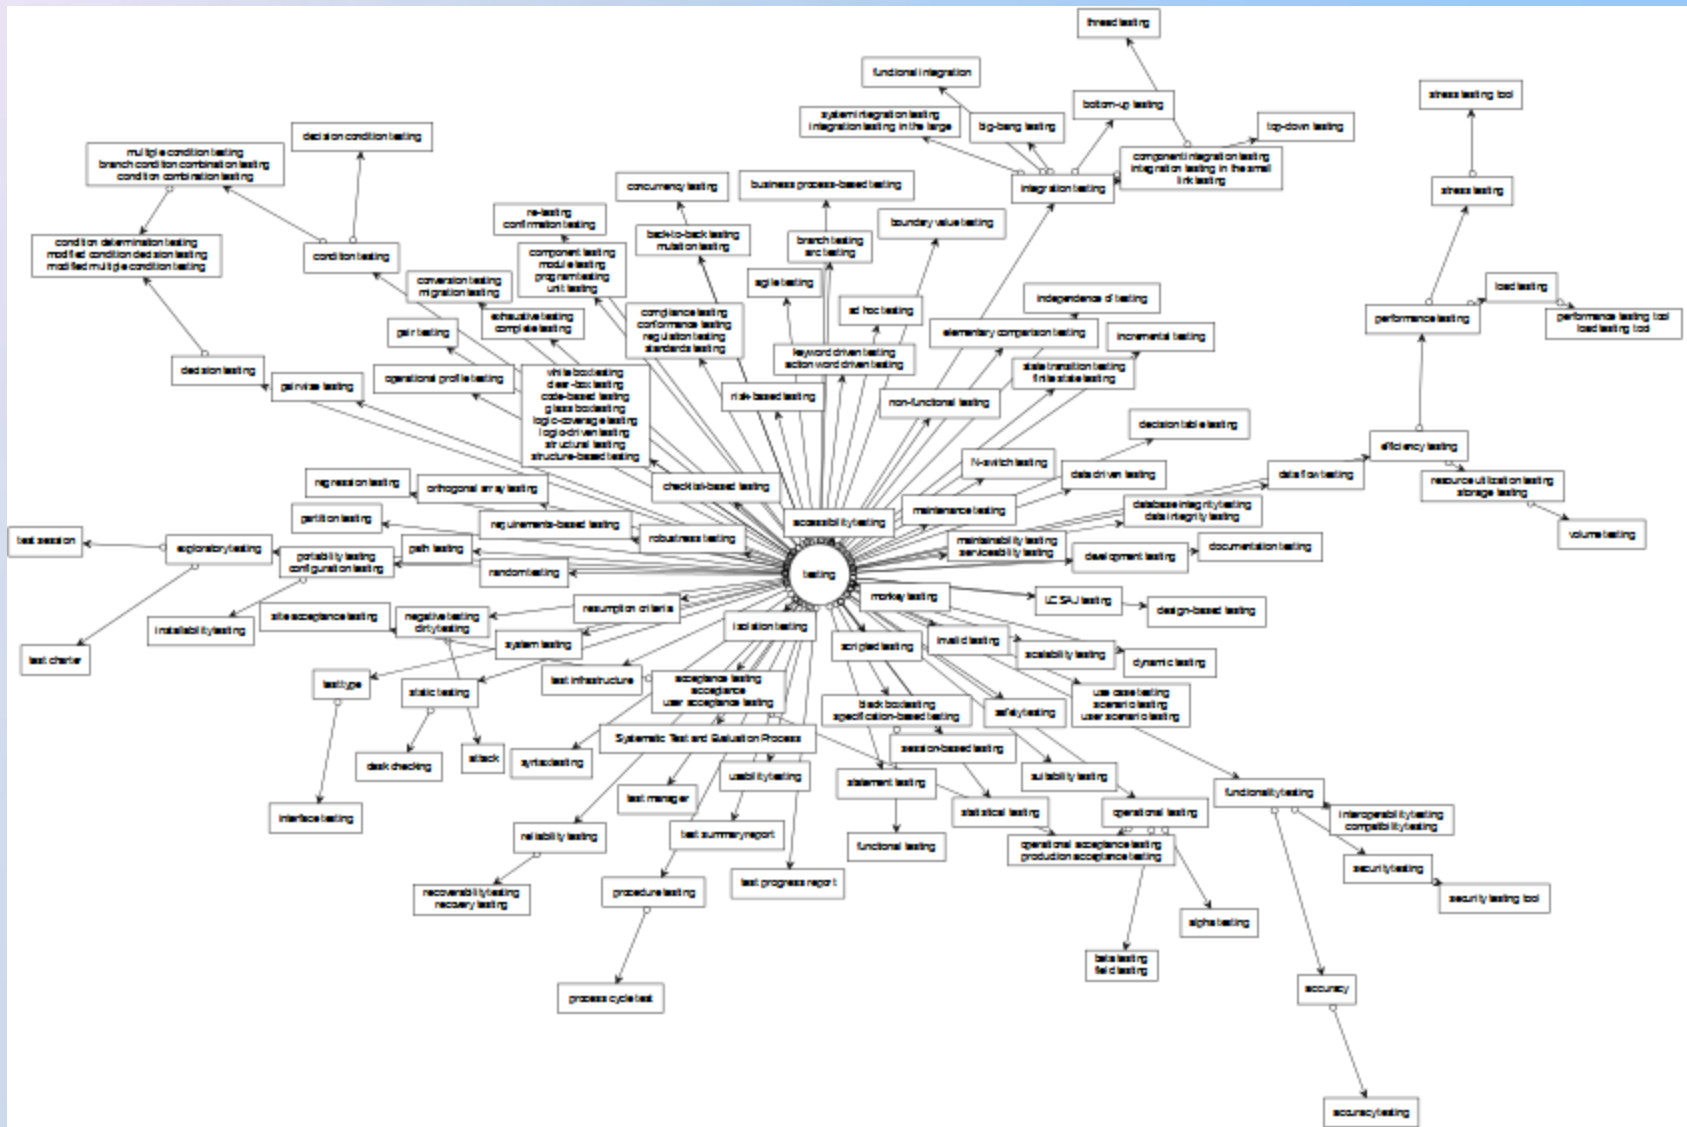 thread testing
functional integration
stress testing tool
bottom-up testing
system integration testing
integration testing in the large
big-bang testing
top-down testing
decision condition testing
multiple condition testing
branch condition combination testing
condition combination testing
component integration testing
integration testing in the small
link testing
concurrency testing
business process-based testing
integration testing
stress testing
re-testing
confirmation testing
boundary value testing
back-to-back testing
mutation testing
branch testing
src testing
condition determination testing
modified condition decision testing
modified multiple condition testing
condition testing
component testing
module testing
program testing
unit testing
conversion testing
migration testing
agile testing
load testing
independence of testing
ad hoc testing
compliance testing
conformance testing
regulation testing
standards testing
exhaustive testing
complete testing
pair testing
performance testing
performance testing tool
load testing tool
elementary comparison testing
incremental testing
keyword driven testing
action word driven testing
decision testing
pairwise testing
operational profile testing
white box testing
clear-box testing
code-based testing
glass box testing
logic-coverage testing
logic-driven testing
structural testing
structure-based testing
state transition testing
finite state testing
risk-based testing
non-functional testing
decision table testing
efficiency testing
N-switch testing
data driven testing
data flow testing
regression testing
orthogonal array testing
checklist-based testing
resource utilization testing
storage testing
maintenance testing
database integrity testing
data integrity testing
partition testing
requirements-based testing
accessibility testing
volume testing
test session
exploratory testing
path testing
robustness testing
maintainability testing
serviceability testing
development testing
documentation testing
portability testing
configuration testing
random testing
testing
monkey testing
LCSAJ testing
design-based testing
resumption criteria
site acceptance testing
negative testing
dirty testing
installability testing
isolation testing
system testing
scripted testing
invalid testing
scalability testing
dynamic testing
test charter
test type
static testing
test infrastructure
acceptance testing
acceptance
user acceptance testing
black box testing
specification-based testing
safety testing
use case testing
scenario testing
user scenario testing
Systematic Test and Evaluation Process
session-based testing
desk checking
attack
syntax testing
usability testing
statement testing
suitability testing
functionality testing
test manager
statistical testing
operational testing
interface testing
interoperability testing
compatibility testing
reliability testing
test summary report
functional testing
operational acceptance testing
production acceptance testing
security testing
test progress report
recoverability testing
recovery testing
procedure testing
security testing tool
alpha testing
beta testing
field testing
process cycle test
accuracy
accuracy testing